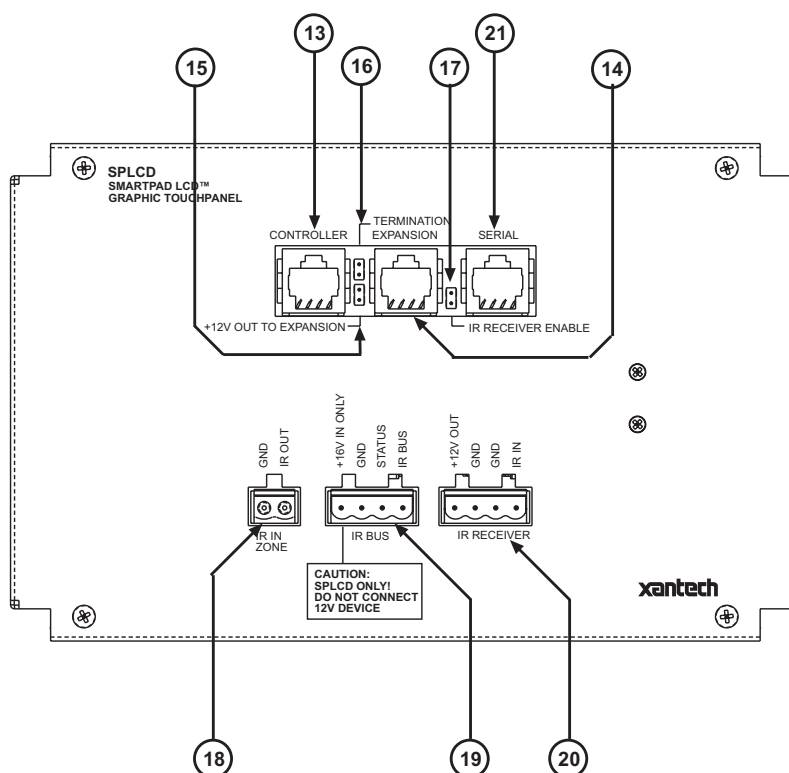 13
16
21
15
17
14
SPLCD
SMARTPAD LCD™
GRAPHIC TOUCHPANEL
TERMINATION
CONTROLLER
EXPANSION
SERIAL
+12V OUT TO EXPANSION
IR RECEIVER ENABLE
GND
IR OUT
+16V IN ONLY
GND
STATUS
IR BUS
+12V OUT
GND
GND
IR IN
IR IN
ZONE
IR BUS
IR RECEIVER
CAUTION:
SPLCD ONLY!
DO NOT CONNECT
12V DEVICE
xantech
18
19
20